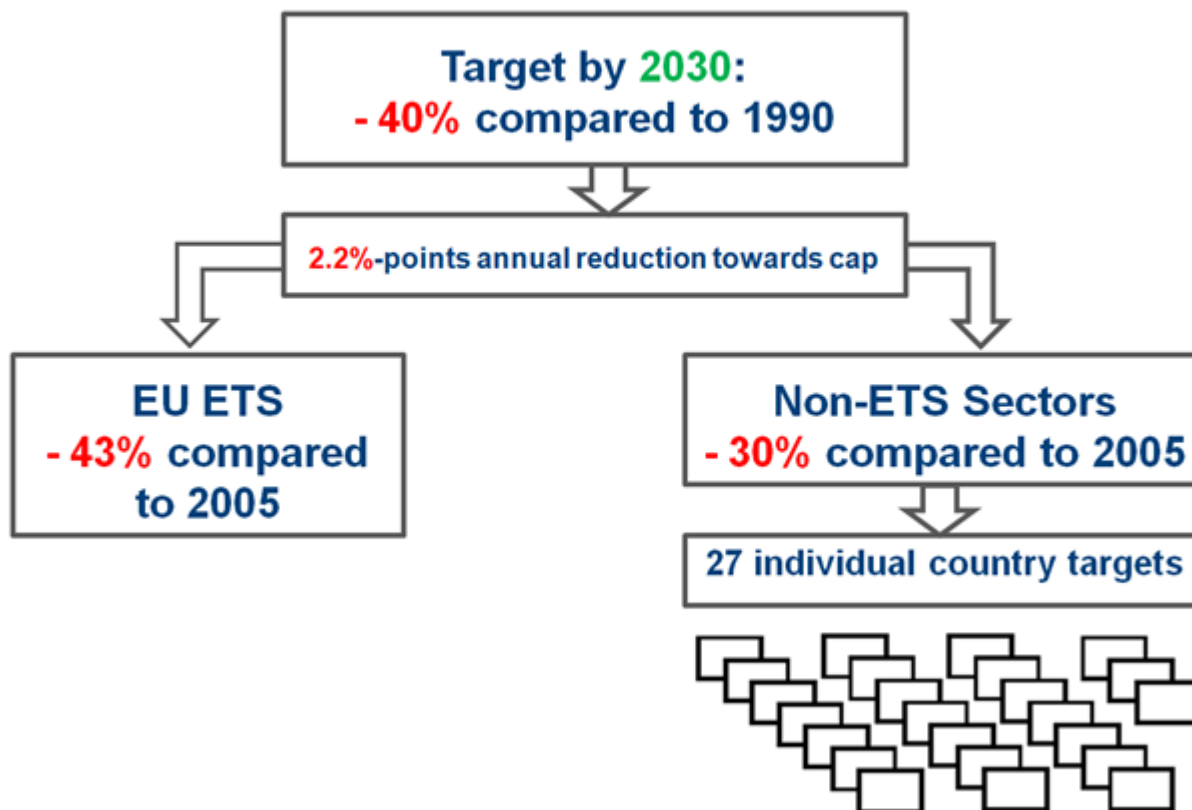 Target by 2030:
- 40% compared to 1990
2.2%-points annual reduction towards cap
EU ETS
- 43% compared
to 2005
Non-ETS Sectors
- 30% compared to 2005
27 individual country targets